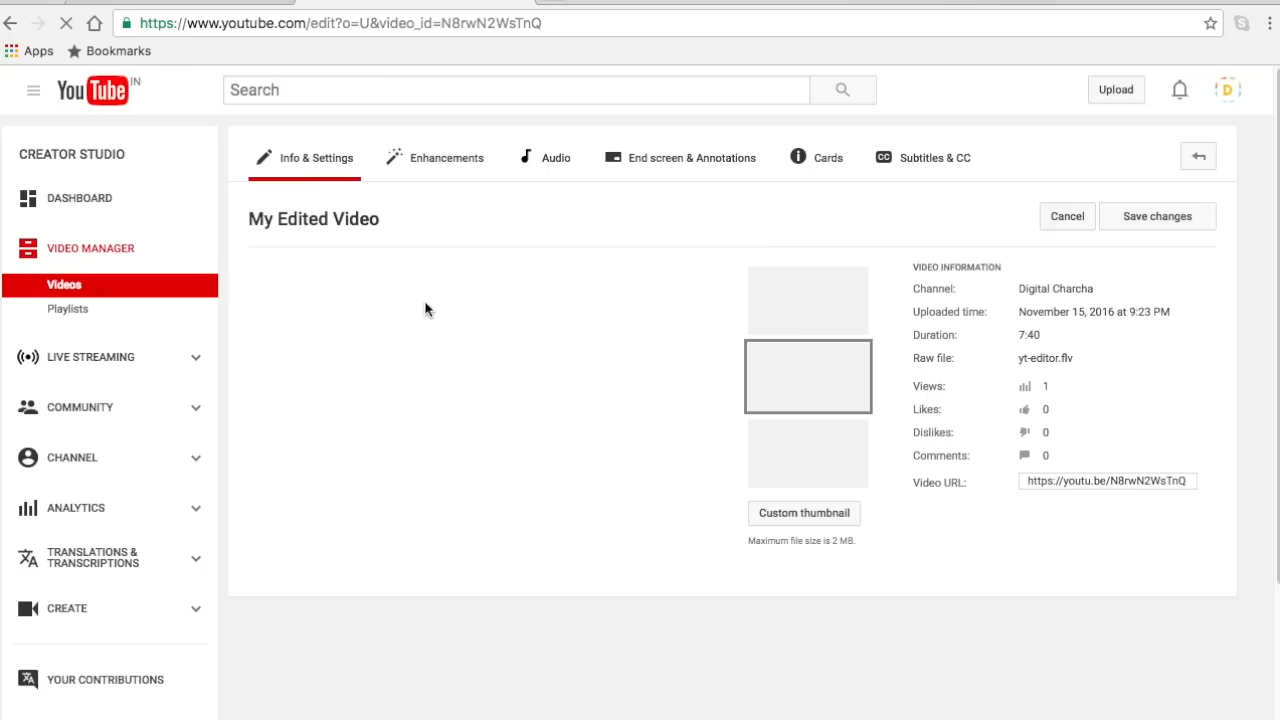 https://www.youtube.com/edit?o=U&video_id=N8rwN2WsTnQ
Apps Bookmarks
YouTube IN
Search
Upload
D
CREATOR STUDIO
DASHBOARD
VIDEO MANAGER
Videos
Playlists
LIVE STREAMING
COMMUNITY
CHANNEL
ANALYTICS
TRANSLATIONS &
TRANSCRIPTIONS
CREATE
YOUR CONTRIBUTIONS
Info & Settings Enhancements Audio End screen & Annotations Cards CC Subtitles & CC
My Edited Video
Cancel Save changes
Custom thumbnail
Maximum file size is 2 MB.
VIDEO INFORMATION
Channel: Digital Charcha
Uploaded time: November 15, 2016 at 9:23 PM
Duration: 7:40
Raw file: yt-editor.flv
Views: 1
Likes: 0
Dislikes: 0
Comments: 0
Video URL: https://youtu.be/N8rwN2WsTnQ